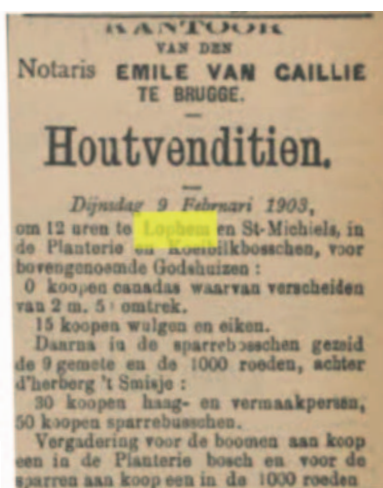 KANTOOR
VAN DEN
Notaris EMILE VAN CAILLIE
TE BRUGGE.
Houtvenditien.
Dijnsdag 9 Februari 1903,
om 12 uren te Lophem en St-Michiels, in
de Planterie en Koeiblikbosschen, voor
bovengenoemde Godshuizen :
0 koopen canadas waarvan verscheiden
van 2 m. 5 omtrek.
15 koopen wulgen en eiken.
Daarna in de sparrebosschen gezeid
de 9 gemete en de 1000 roeden, achter
d'herberg 't Smisje :
30 koopen haag- en vermaakpersen,
50 koopen sparrebusschen.
Vergadering voor de boomen aan koop
een in de Planterie bosch en voor de
sparren aan koop een in de 1000 roeden